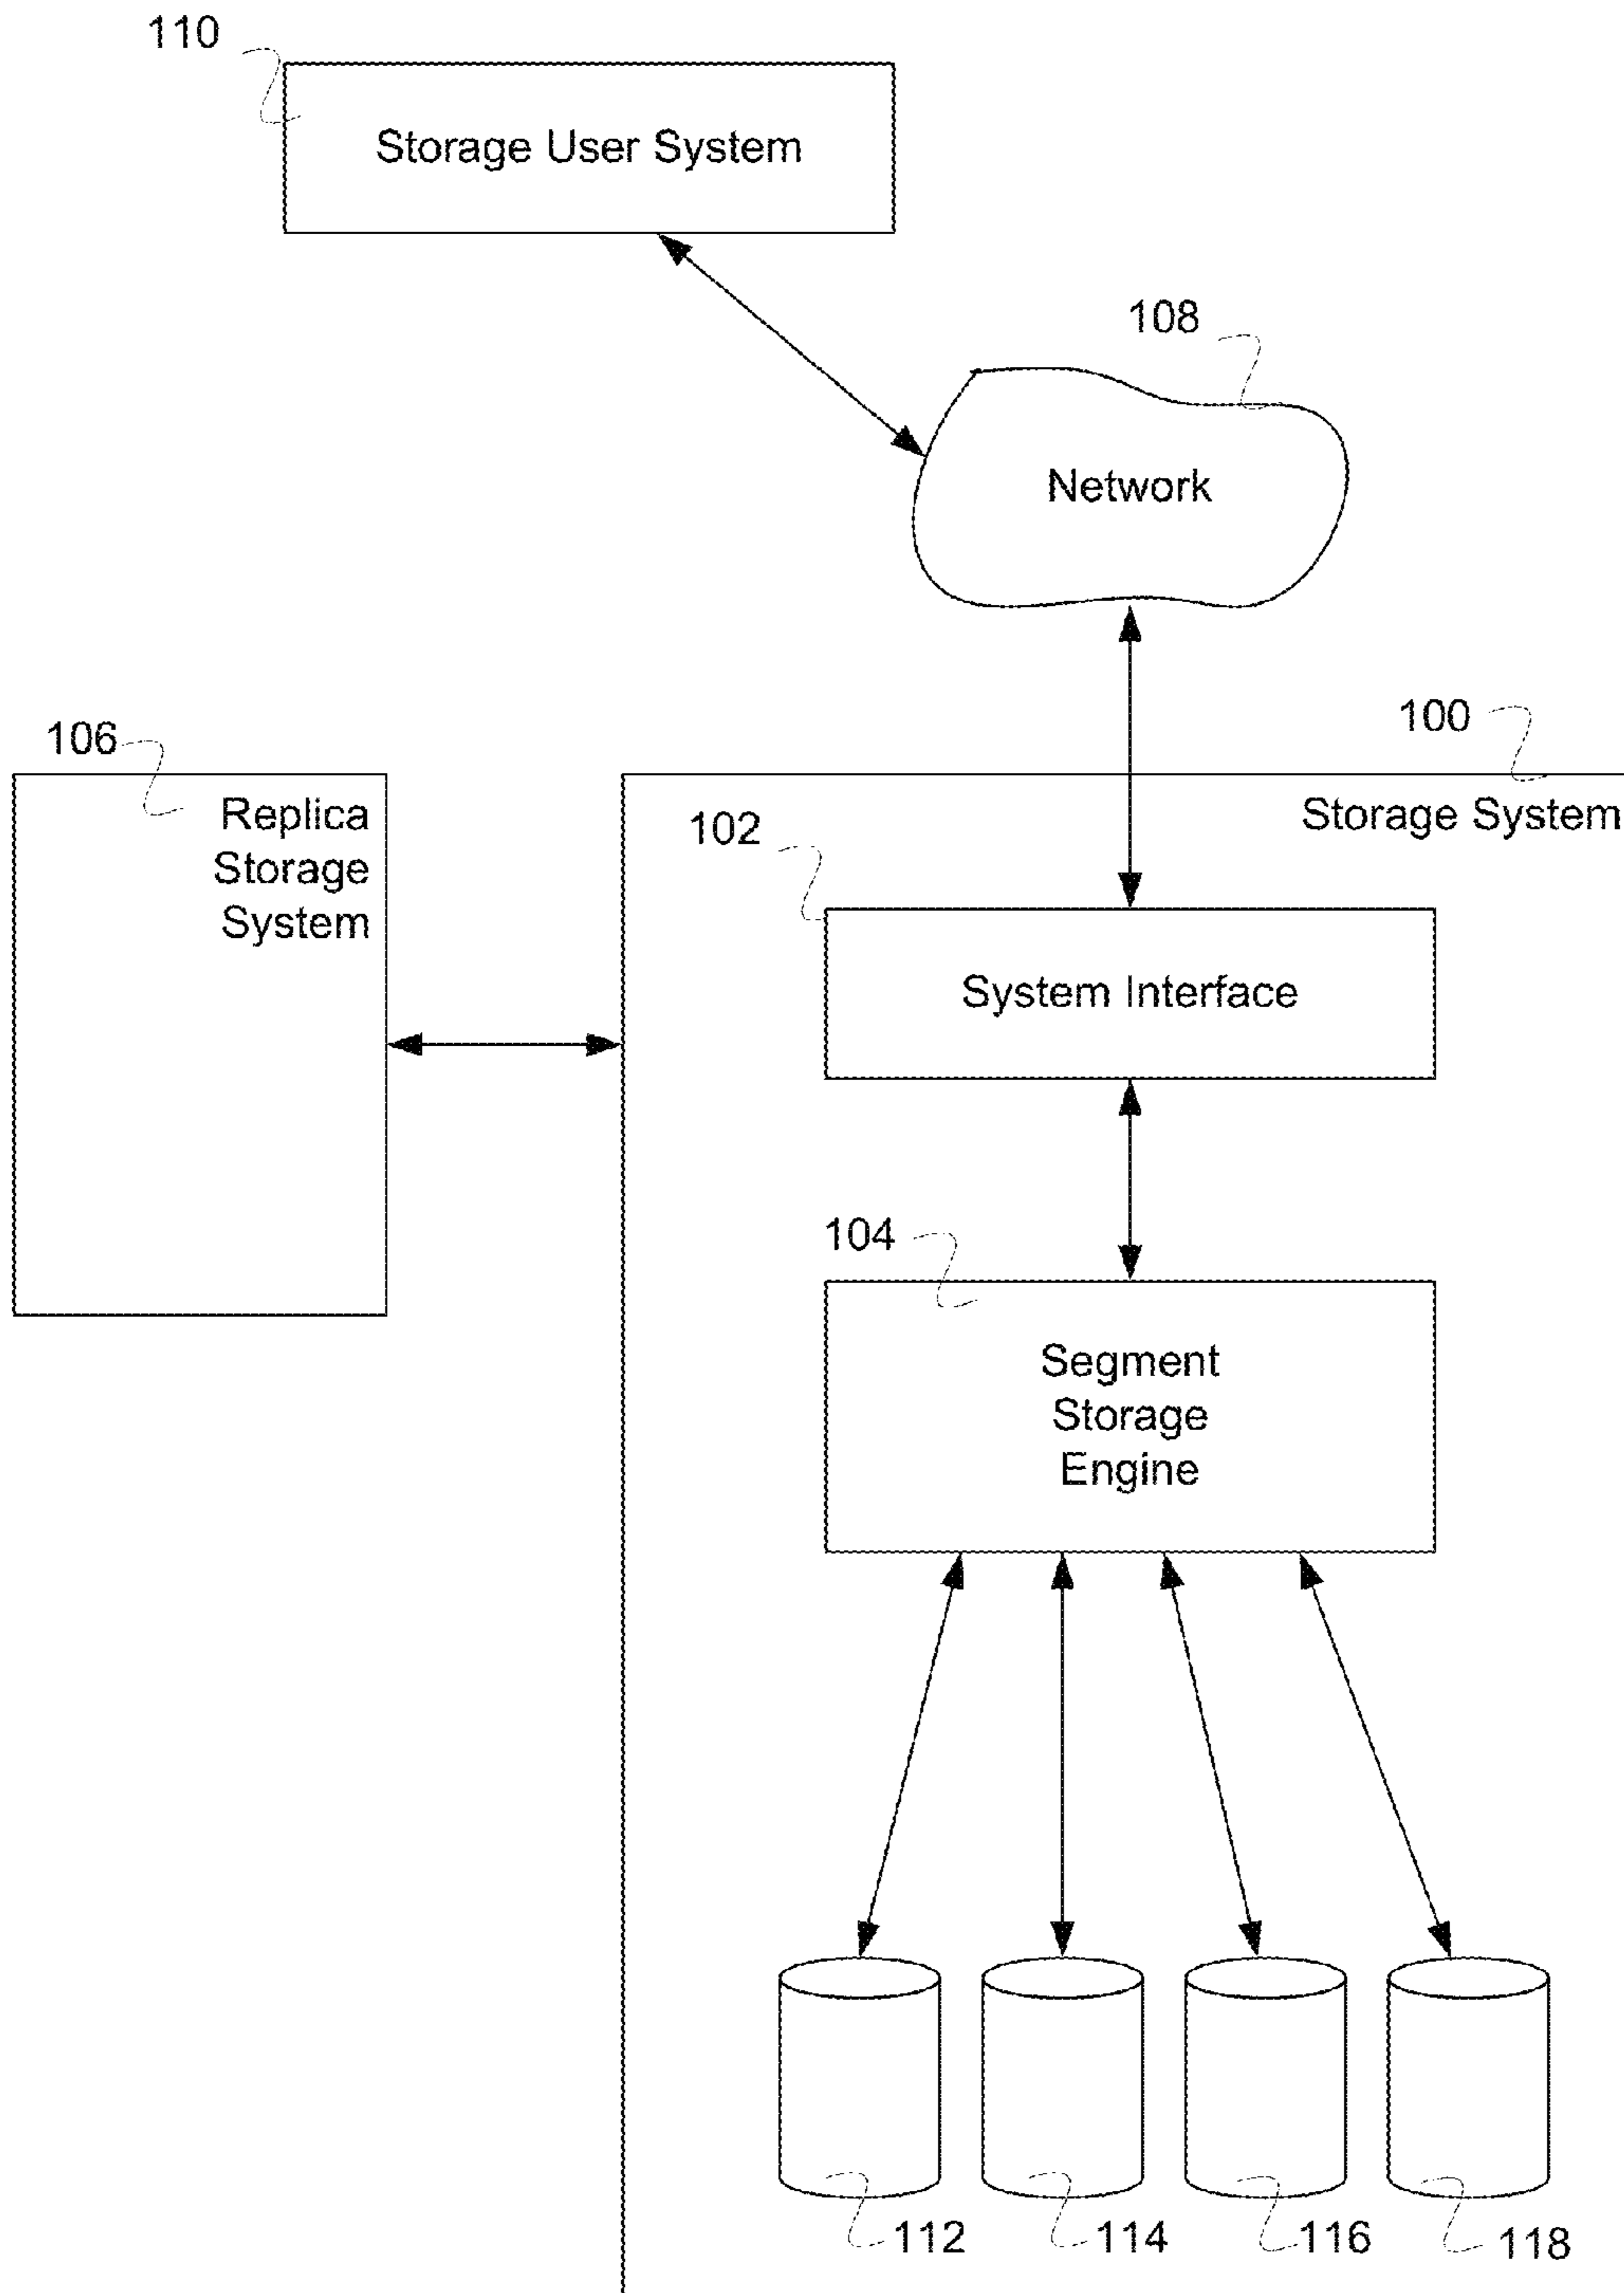 110
Storage User System
108
Network
100
106
Replica
Storage
System
Storage System
102
System Interface
104
Segment
Storage
Engine
112
114
116
118